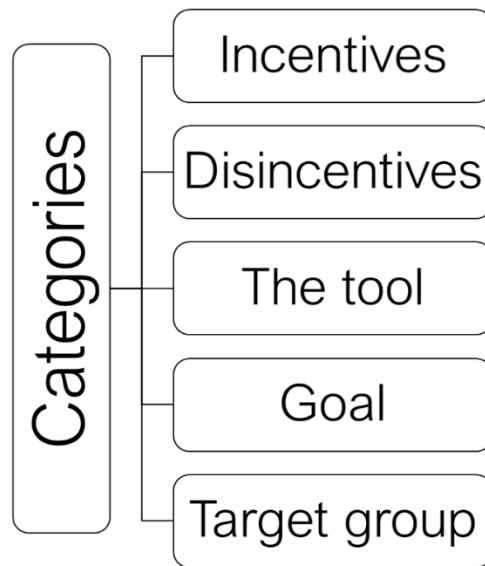 Categories
Incentives
Disincentives
The tool
Goal
Target group